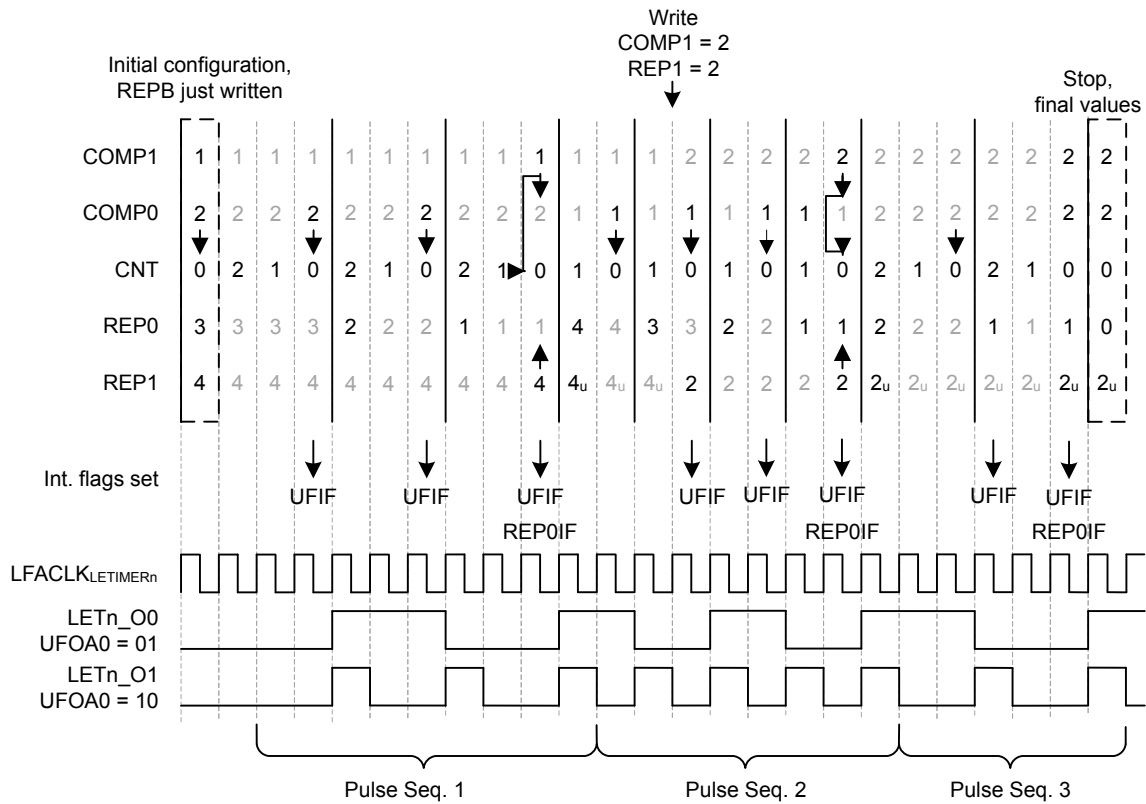 Write
COMP1 = 2
REP1 = 2
Initial configuration,
REPB just written
Stop,
final values
COMP1 1 1 1 1 1 1 1 1 1 1 1 1 1 2 2 2 2 2 2 2 2 2 2 2 2
COMP0 2 2 2 2 2 2 2 2 2 2 1 1 1 1 1 1 1 1 2 2 2 2 2 2 2
CNT 0 2 1 0 2 1 0 2 1 0 1 0 1 0 1 0 1 0 2 1 0 2 1 0 0
REP0 3 3 3 3 2 2 2 1 1 1 4 4 3 3 2 2 1 1 2 2 2 1 1 1 0
REP1 4 4 4 4 4 4 4 4 4 4 4u 4u 4u 2 2 2 2 2 2u 2u 2u 2u 2u 2u 2u
Int. flags set
UFIF UFIF UFIF UFIF UFIF UFIF UFIF UFIF
REP0IF REP0IF REP0IF
LFACLKLETIMERn
LETn_O0
UFOA0 = 01
LETn_O1
UFOA0 = 10
Pulse Seq. 1 Pulse Seq. 2 Pulse Seq. 3